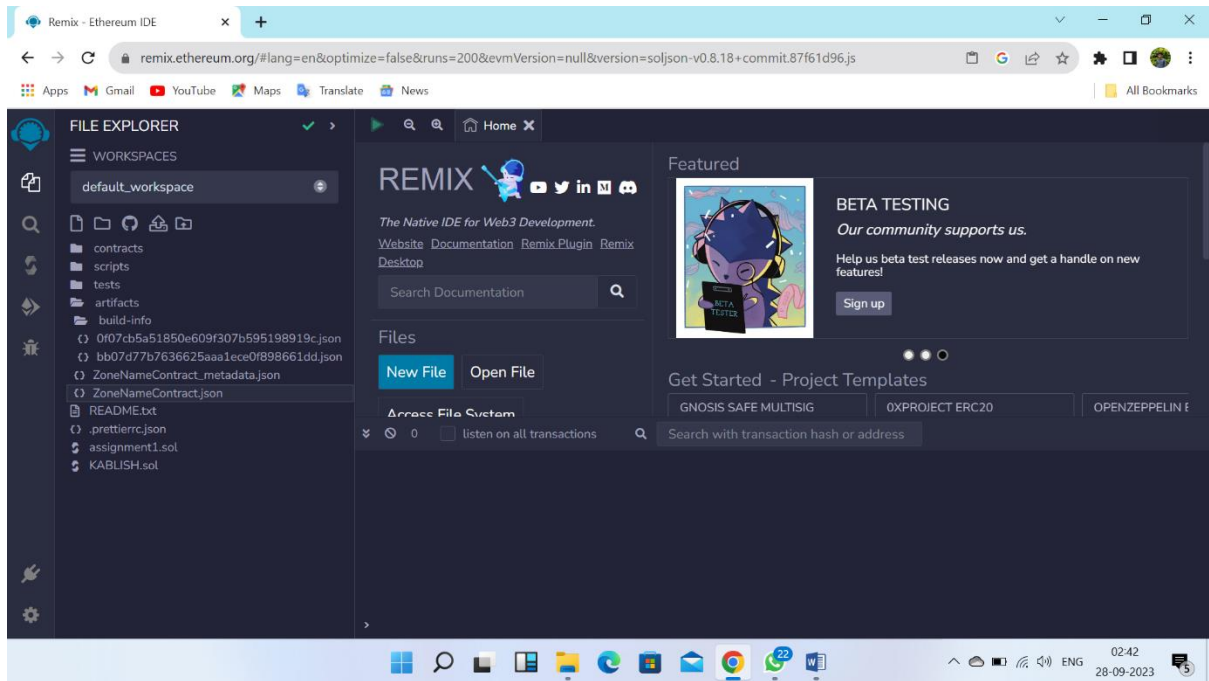 Remix - Ethereum IDE
remix.ethereum.org/#lang=en&optimize=false&runs=200&evmVersion=null&version=soljson-v0.8.18+commit.87f61d96.js
Apps Gmail YouTube Maps Translate News All Bookmarks
FILE EXPLORER
WORKSPACES
default_workspace
contracts
scripts
tests
artifacts
build-info
0f07cb5a51850e609f307b595198919c.json
bb07d77b7636625aaa1ece0f898661dd.json
ZoneNameContract_metadata.json
ZoneNameContract.json
README.txt
.prettierrc.json
assignment1.sol
KABLISH.sol
Home
REMIX
The Native IDE for Web3 Development.
Website Documentation Remix Plugin Remix
Desktop
Search Documentation
Files
New File Open File
Access File System
Featured
BETA TESTER
BETA TESTING
Our community supports us.
Help us beta test releases now and get a handle on new
features!
Sign up
Get Started - Project Templates
GNOSIS SAFE MULTISIG 0XPROJECT ERC20 OPENZEPPELIN
0 listen on all transactions Search with transaction hash or address
22
ENG
02:42
28-09-2023
5